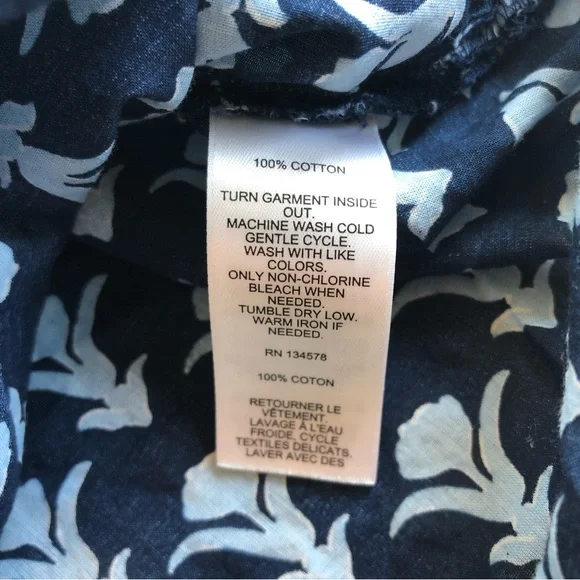 100% COTTON
TURN GARMENT INSIDE
OUT.
MACHINE WASH COLD
GENTLE CYCLE.
WASH WITH LIKE
COLORS.
ONLY NON-CHLORINE
BLEACH WHEN
NEEDED.
TUMBLE DRY LOW.
WARM IRON IF
NEEDED.
RN 134578
100% COTON
RETOURNER LE
VÊTEMENT.
LAVAGE À L'EAU
FROIDE, CYCLE
TEXTILES DÉLICATS.
LAVER AVEC DES